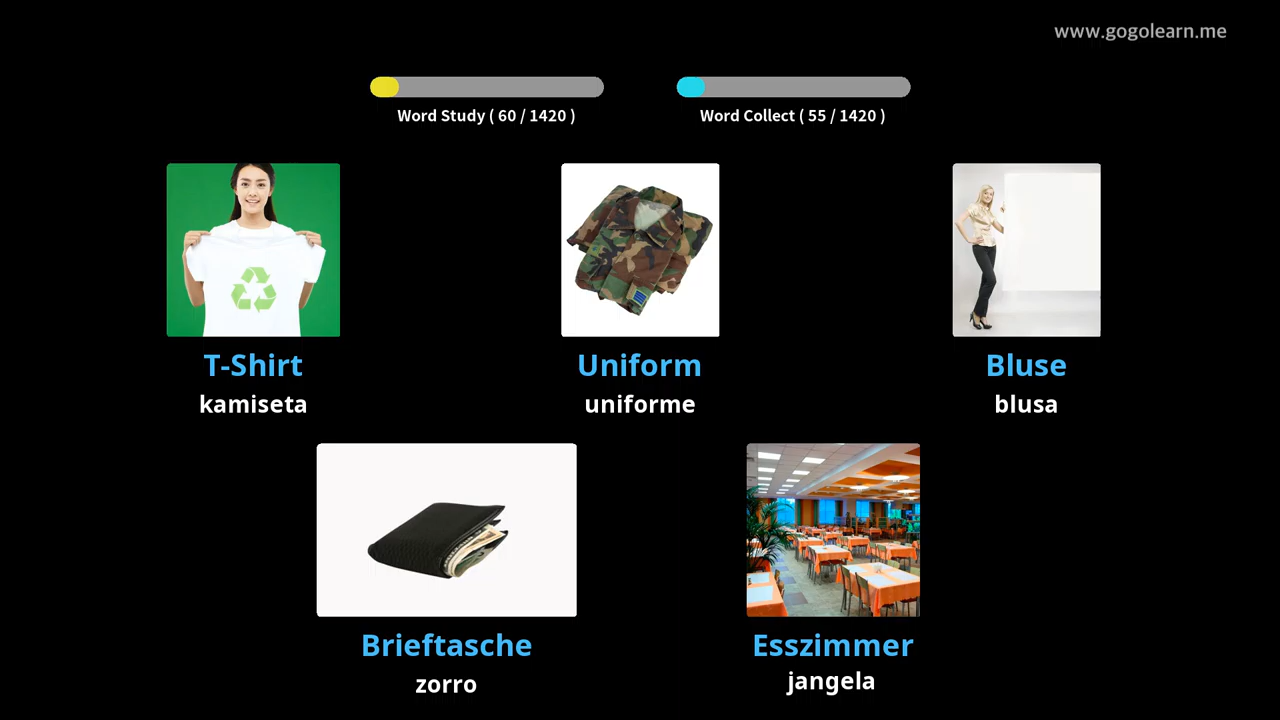 www.gogolearn.me
Word Study ( 60 / 1420 )
Word Collect ( 55 / 1420 )
T-Shirt
kamiseta
Uniform
uniforme
Bluse
blusa
Brieftasche
zorro
Esszimmer
jangela